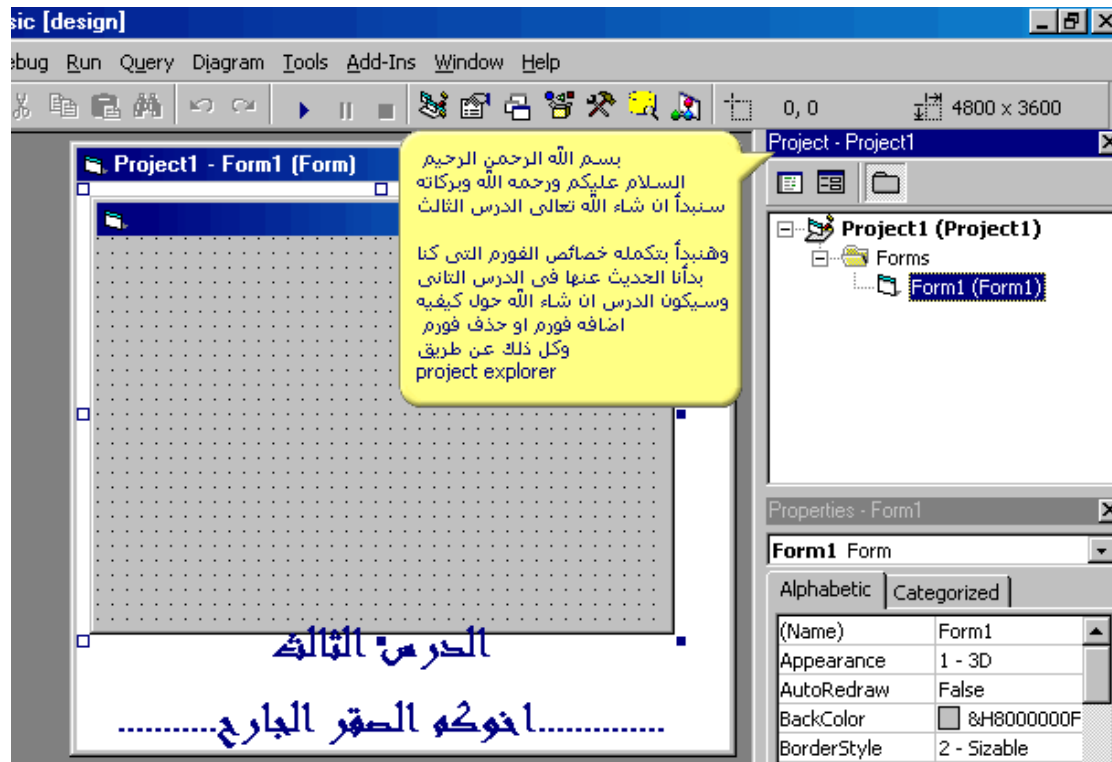 sic [design]
ebug Run Query Diagram Tools Add-Ins Window Help
0, 0 4800 x 3600
Project1 - Form1 (Form)
بسم الله الرحمن الرحيم
السلام عليكم ورحمه الله وبركاته
سنبدأ ان شاء الله تعالى الدرس الثالث
وهنبدأ بتكمله خصائص الفورم التى كنا
بدأنا الحديث عنها فى الدرس التانى
وسيكون الدرس ان شاء الله حول كيفيه
اضافه فورم او حذف فورم
وكل ذلك عن طريق
project explorer
الدرس الثالث
..............اخوكم الصقر الجارح...........
Project - Project1
Project1 (Project1)
Forms
Form1 (Form1)
Properties - Form1
Form1 Form
Alphabetic Categorized
(Name) Form1
Appearance 1 - 3D
AutoRedraw False
BackColor &H8000000F
BorderStyle 2 - Sizable